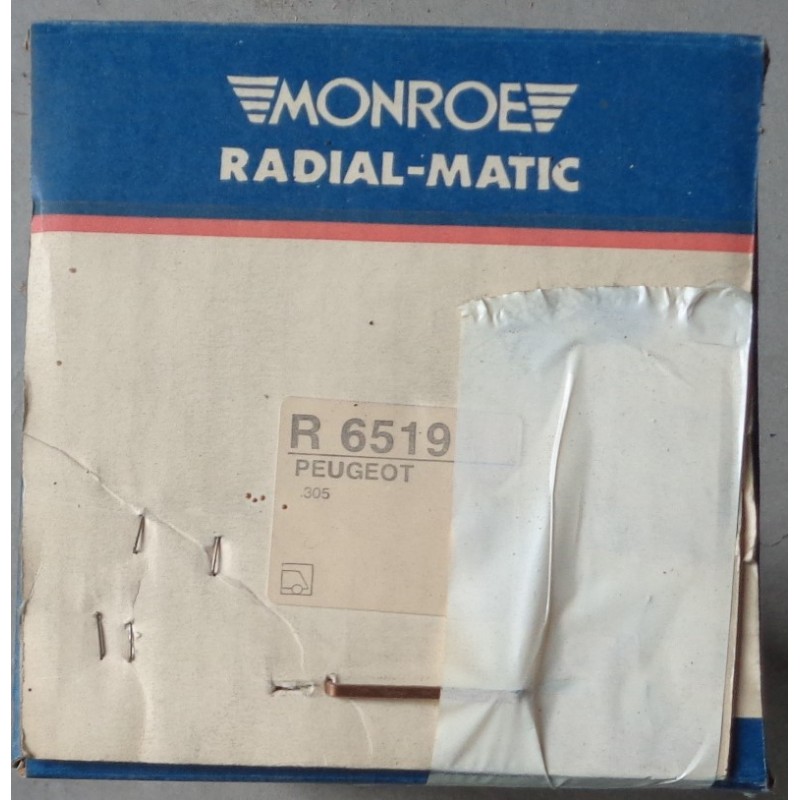 MONROE
RADIAL-MATIC
R 6519
PEUGEOT
305